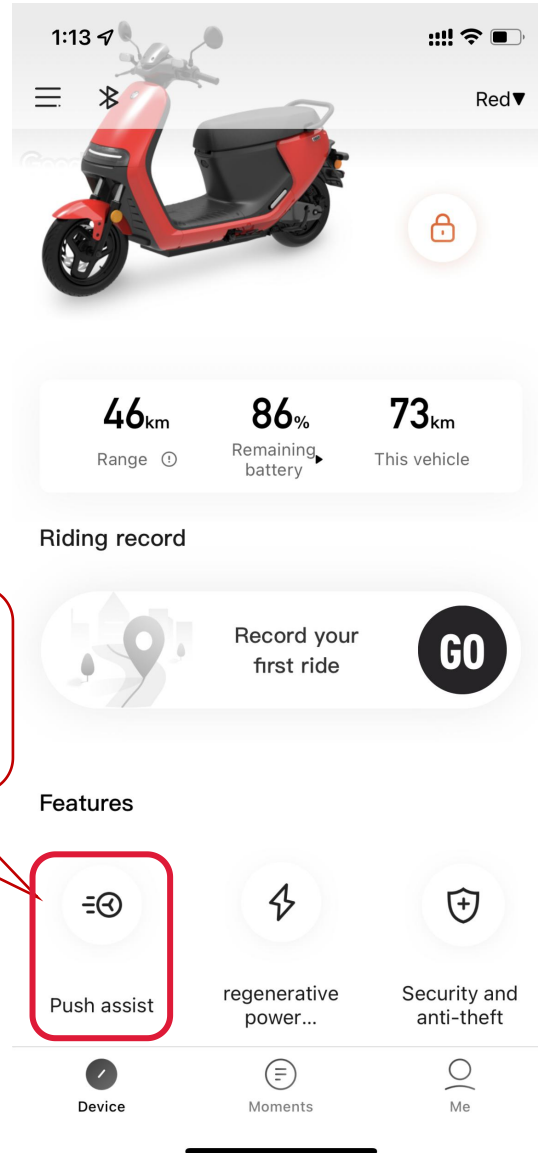 1:13
Red▼
46km
86%
73km
Range
Remaining
battery
This vehicle
Riding record
Record your
first ride
GO
Features
Push assist
regenerative
power...
Security and
anti-theft
Device
Moments
Me